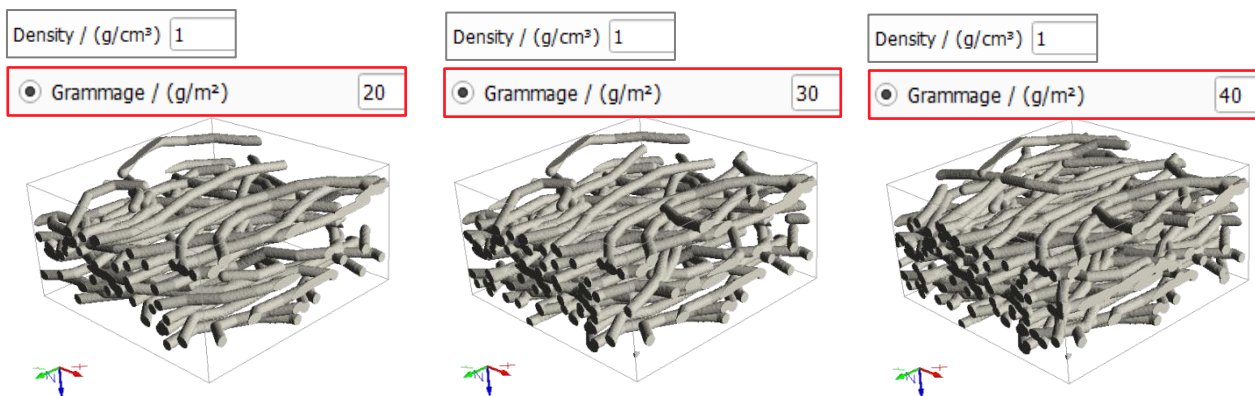 Density / (g/cm³) 1
Grammage / (g/m²) 20
Density / (g/cm³) 1
Grammage / (g/m²) 30
Density / (g/cm³) 1
Grammage / (g/m²) 40